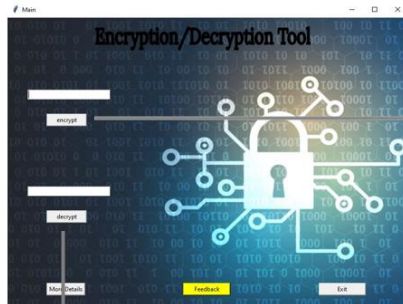 Main
Encryption/Decryption Tool
encrypt
decrypt
More Details
Feedback
Exit